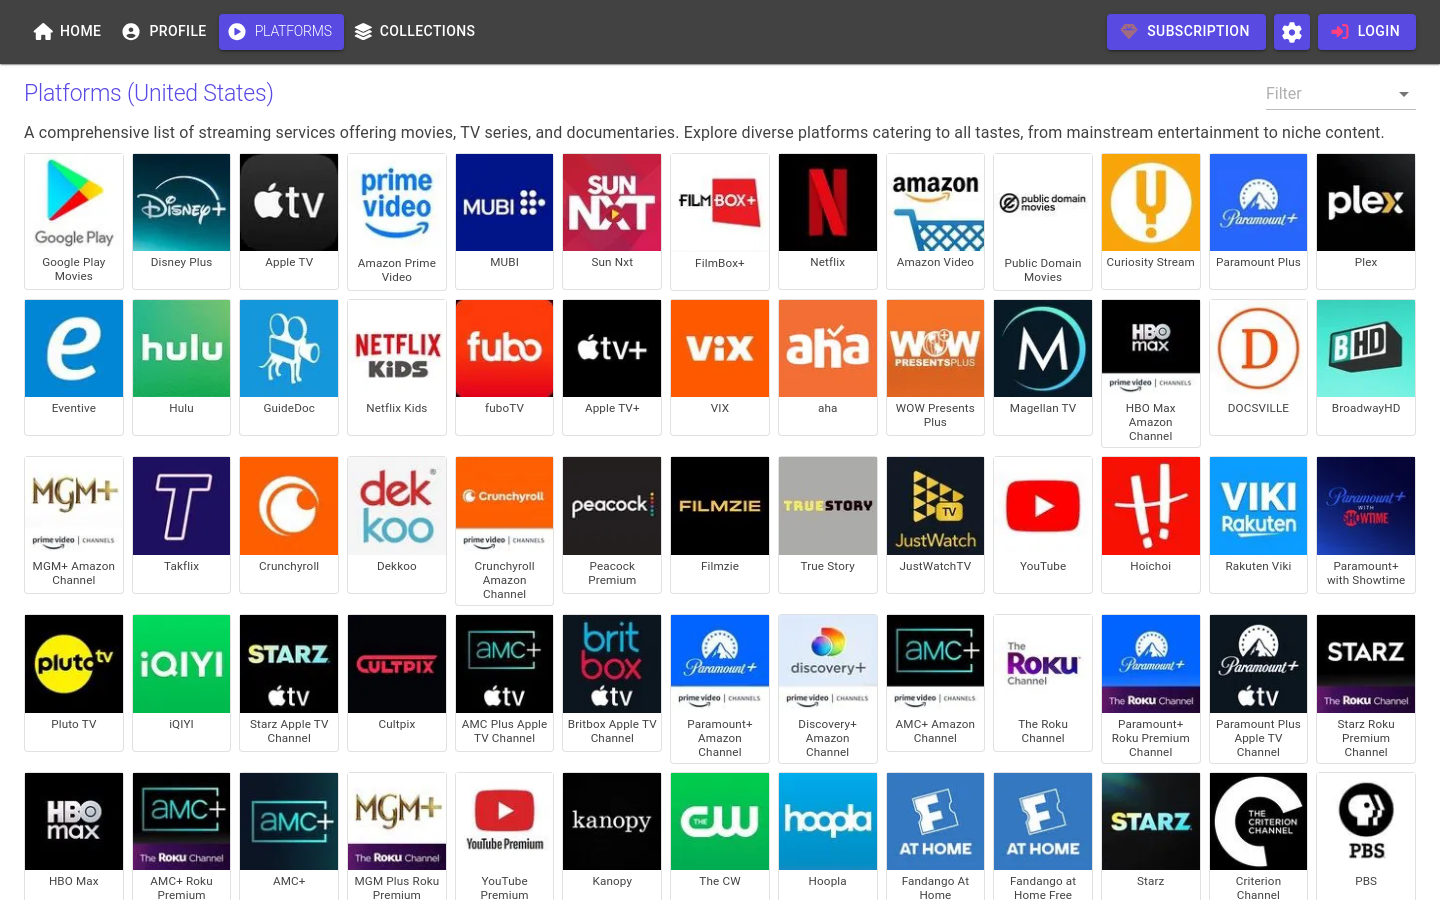 HOME PROFILE PLATFORMS COLLECTIONS SUBSCRIPTION LOGIN
Platforms (United States) Filter
A comprehensive list of streaming services offering movies, TV series, and documentaries. Explore diverse platforms catering to all tastes, from mainstream entertainment to niche content.
Google Play
Google Play Movies
Disney+
Disney Plus
tv
Apple TV
prime video
Amazon Prime Video
MUBI
MUBI
SUN NXT
Sun Nxt
FILMBOX+
FilmBox+
N
Netflix
amazon
Amazon Video
public domain movies
Public Domain Movies
Curiosity Stream
Paramount+
Paramount Plus
plex
Plex
e
Eventive
hulu
Hulu
GuideDoc
NETFLIX KiDS
Netflix Kids
fubo
fuboTV
tv+
Apple TV+
ViX
VIX
aha
aha
WOW PRESENTSPLUS
WOW Presents Plus
M
Magellan TV
HBO max
prime video | CHANNELS
HBO Max Amazon Channel
D
DOCSVILLE
BHD
BroadwayHD
MGM+
prime video | CHANNELS
MGM+ Amazon Channel
T
Takflix
Crunchyroll
dek koo
Dekkoo
Crunchyroll
prime video | CHANNELS
Crunchyroll Amazon Channel
peacock
Peacock Premium
FILMZIE
Filmzie
TRUESTORY
True Story
TV
JustWatch
JustWatchTV
YouTube
H!
Hoichoi
VIKI Rakuten
Rakuten Viki
Paramount+ WITH SHOWTIME
Paramount+ with Showtime
pluto tv
Pluto TV
iQIYI
iQIYI
STARZ
tv
Starz Apple TV Channel
CULTPIX
Cultpix
aMC+
tv
AMC Plus Apple TV Channel
brit box
tv
Britbox Apple TV Channel
Paramount+
prime video | CHANNELS
Paramount+ Amazon Channel
discovery+
prime video | CHANNELS
Discovery+ Amazon Channel
aMC+
prime video | CHANNELS
AMC+ Amazon Channel
The Roku Channel
The Roku Channel
Paramount+
The Roku Channel
Paramount+ Roku Premium Channel
Paramount+
tv
Paramount Plus Apple TV Channel
STARZ
The Roku Channel
Starz Roku Premium Channel
HBO max
HBO Max
aMC+
The Roku Channel
AMC+ Roku Premium
aMC+
AMC+
MGM+
The Roku Channel
MGM Plus Roku Premium
YouTube Premium
YouTube Premium
kanopy
Kanopy
THE CW
The CW
hoopla
Hoopla
F
AT HOME
Fandango At Home
F
AT HOME
Fandango at Home Free
STARZ
Starz
THE CRITERION CHANNEL
Criterion Channel
PBS
PBS